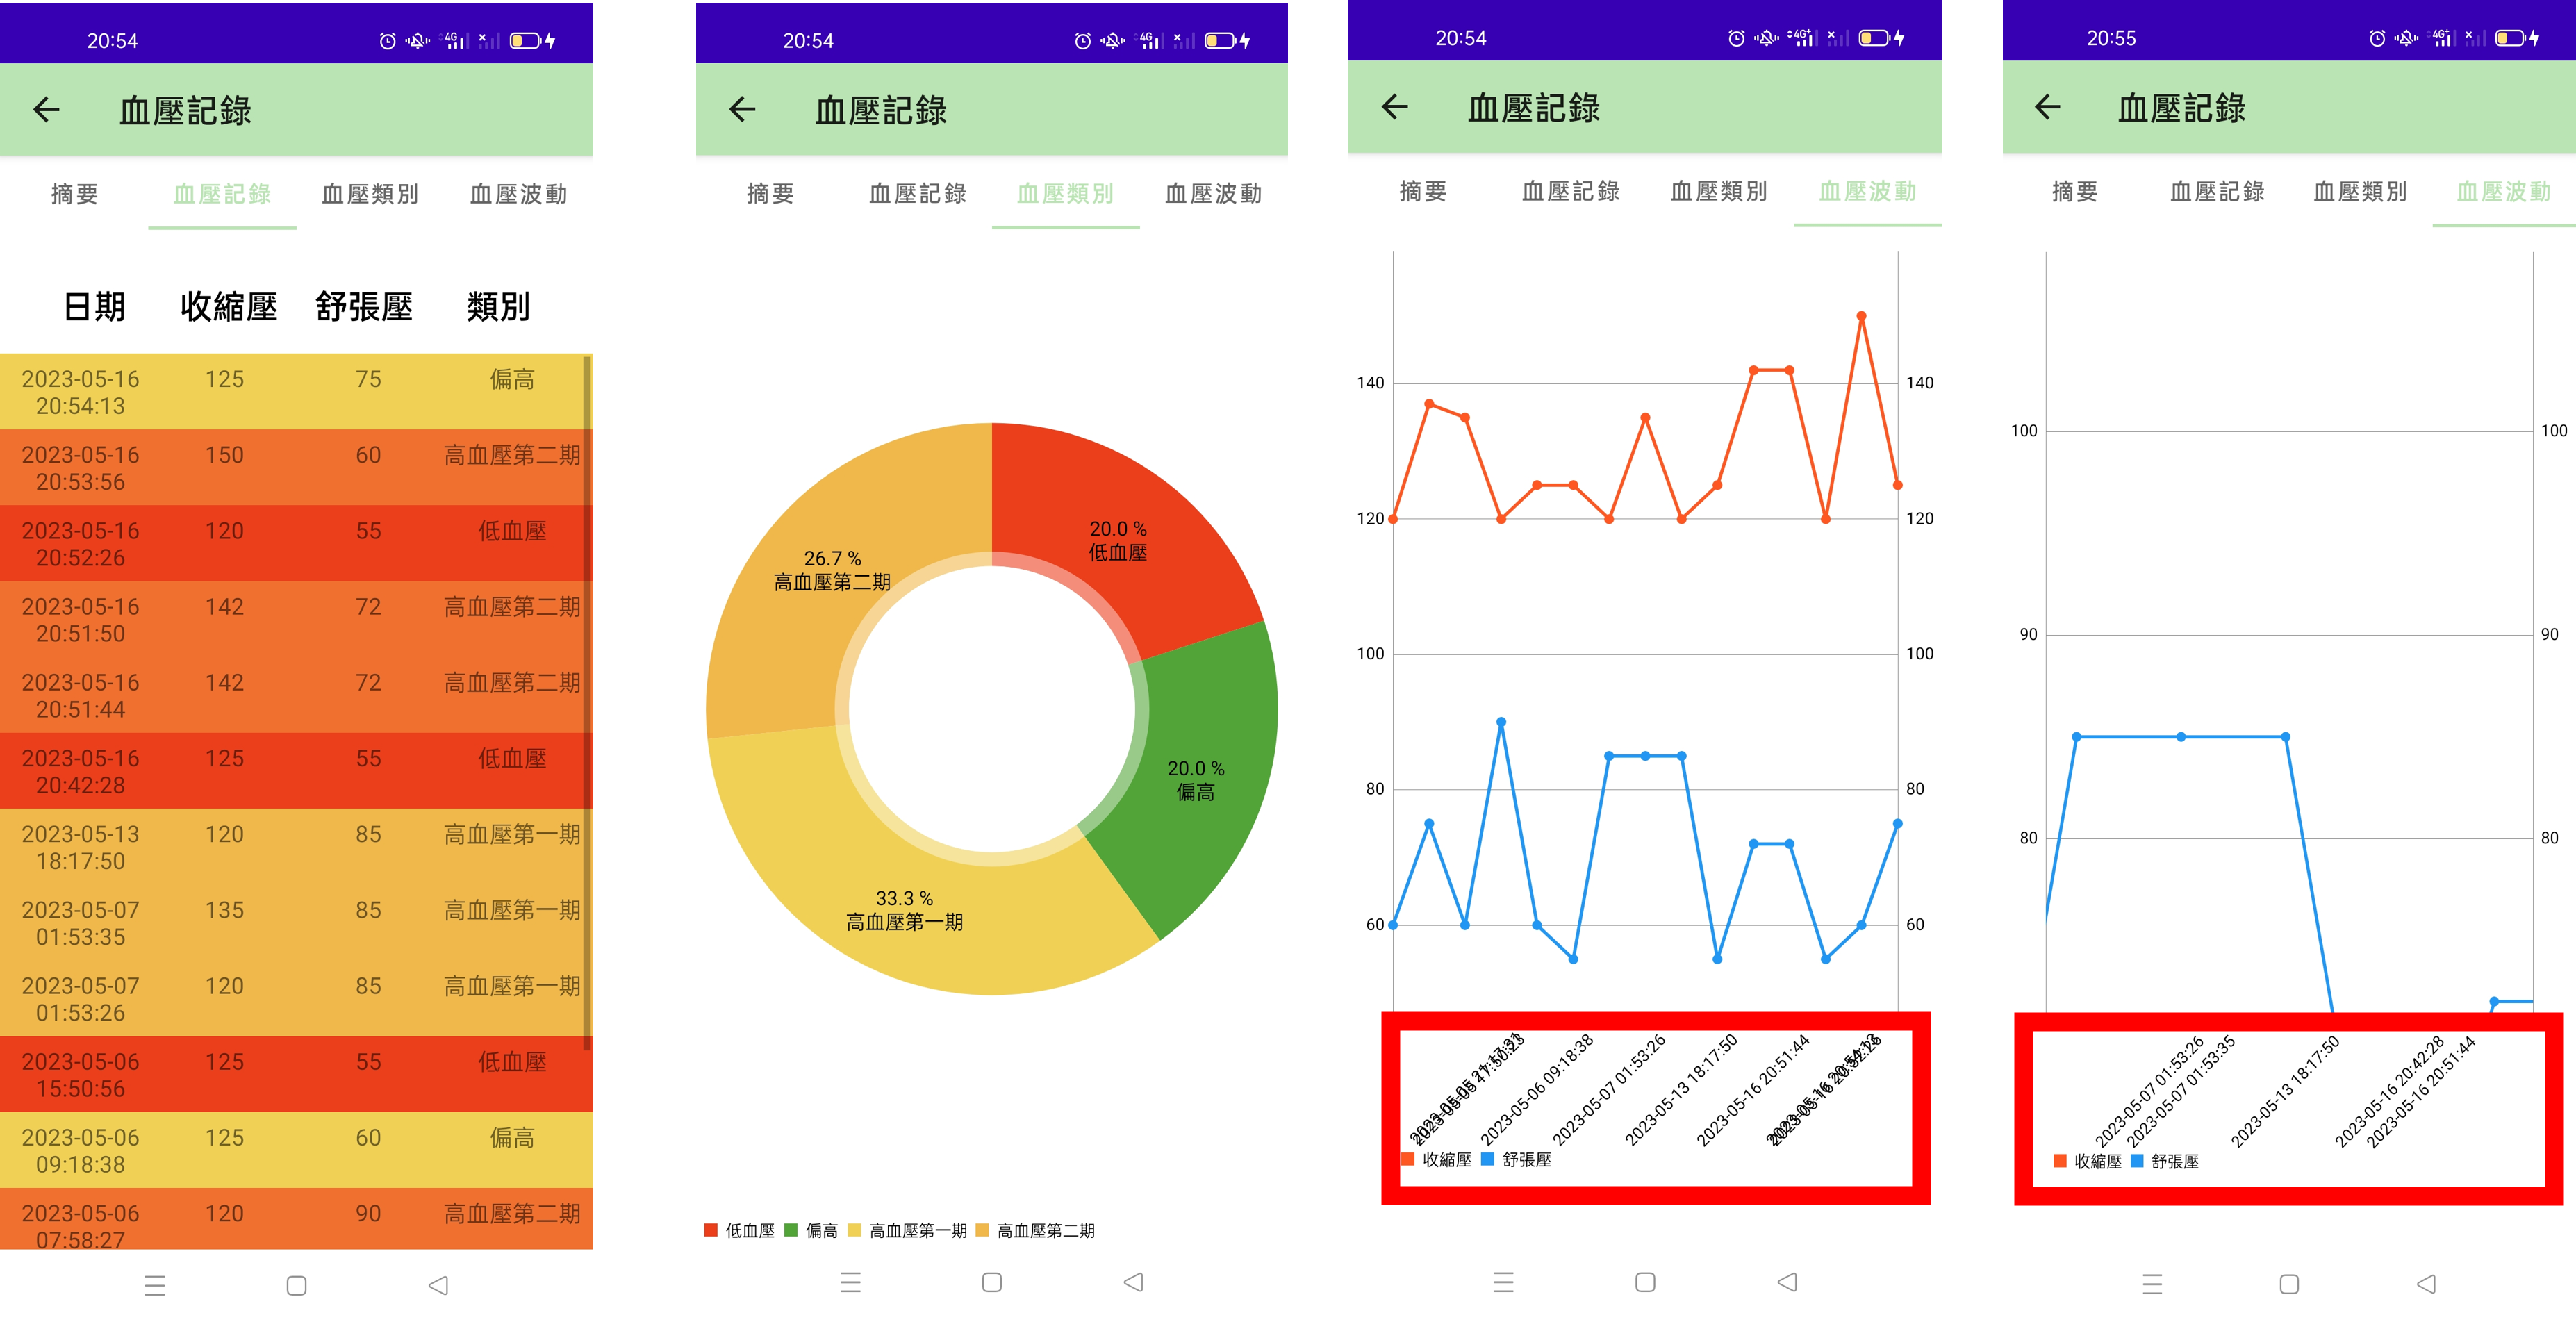 20:54
4G
血壓記錄
摘要 血壓記錄 血壓類別 血壓波動
日期 收縮壓 舒張壓 類別
2023-05-16 20:54:13 125 75 偏高
2023-05-16 20:53:56 150 60 高血壓第二期
2023-05-16 20:52:26 120 55 低血壓
2023-05-16 20:51:50 142 72 高血壓第二期
2023-05-16 20:51:44 142 72 高血壓第二期
2023-05-16 20:42:28 125 55 低血壓
2023-05-13 18:17:50 120 85 高血壓第一期
2023-05-07 01:53:35 135 85 高血壓第一期
2023-05-07 01:53:26 120 85 高血壓第一期
2023-05-06 15:50:56 125 55 低血壓
2023-05-06 09:18:38 125 60 偏高
2023-05-06 07:58:27 120 90 高血壓第二期
20:54
4G
血壓記錄
摘要 血壓記錄 血壓類別 血壓波動
20.0 %
低血壓
26.7 %
高血壓第二期
20.0 %
偏高
33.3 %
高血壓第一期
低血壓 偏高 高血壓第一期 高血壓第二期
20:54
4G+
血壓記錄
摘要 血壓記錄 血壓類別 血壓波動
140 140
120 120
100 100
80 80
60 60
2023-05-06 09:18:38
2023-05-07 01:53:26
2023-05-13 18:17:50
2023-05-16 20:51:44
收縮壓 舒張壓
20:55
4G+
血壓記錄
摘要 血壓記錄 血壓類別 血壓波動
100 100
90 90
80 80
2023-05-07 01:53:26
2023-05-07 01:53:35
2023-05-13 18:17:50
2023-05-16 20:42:28
2023-05-16 20:51:44
收縮壓 舒張壓